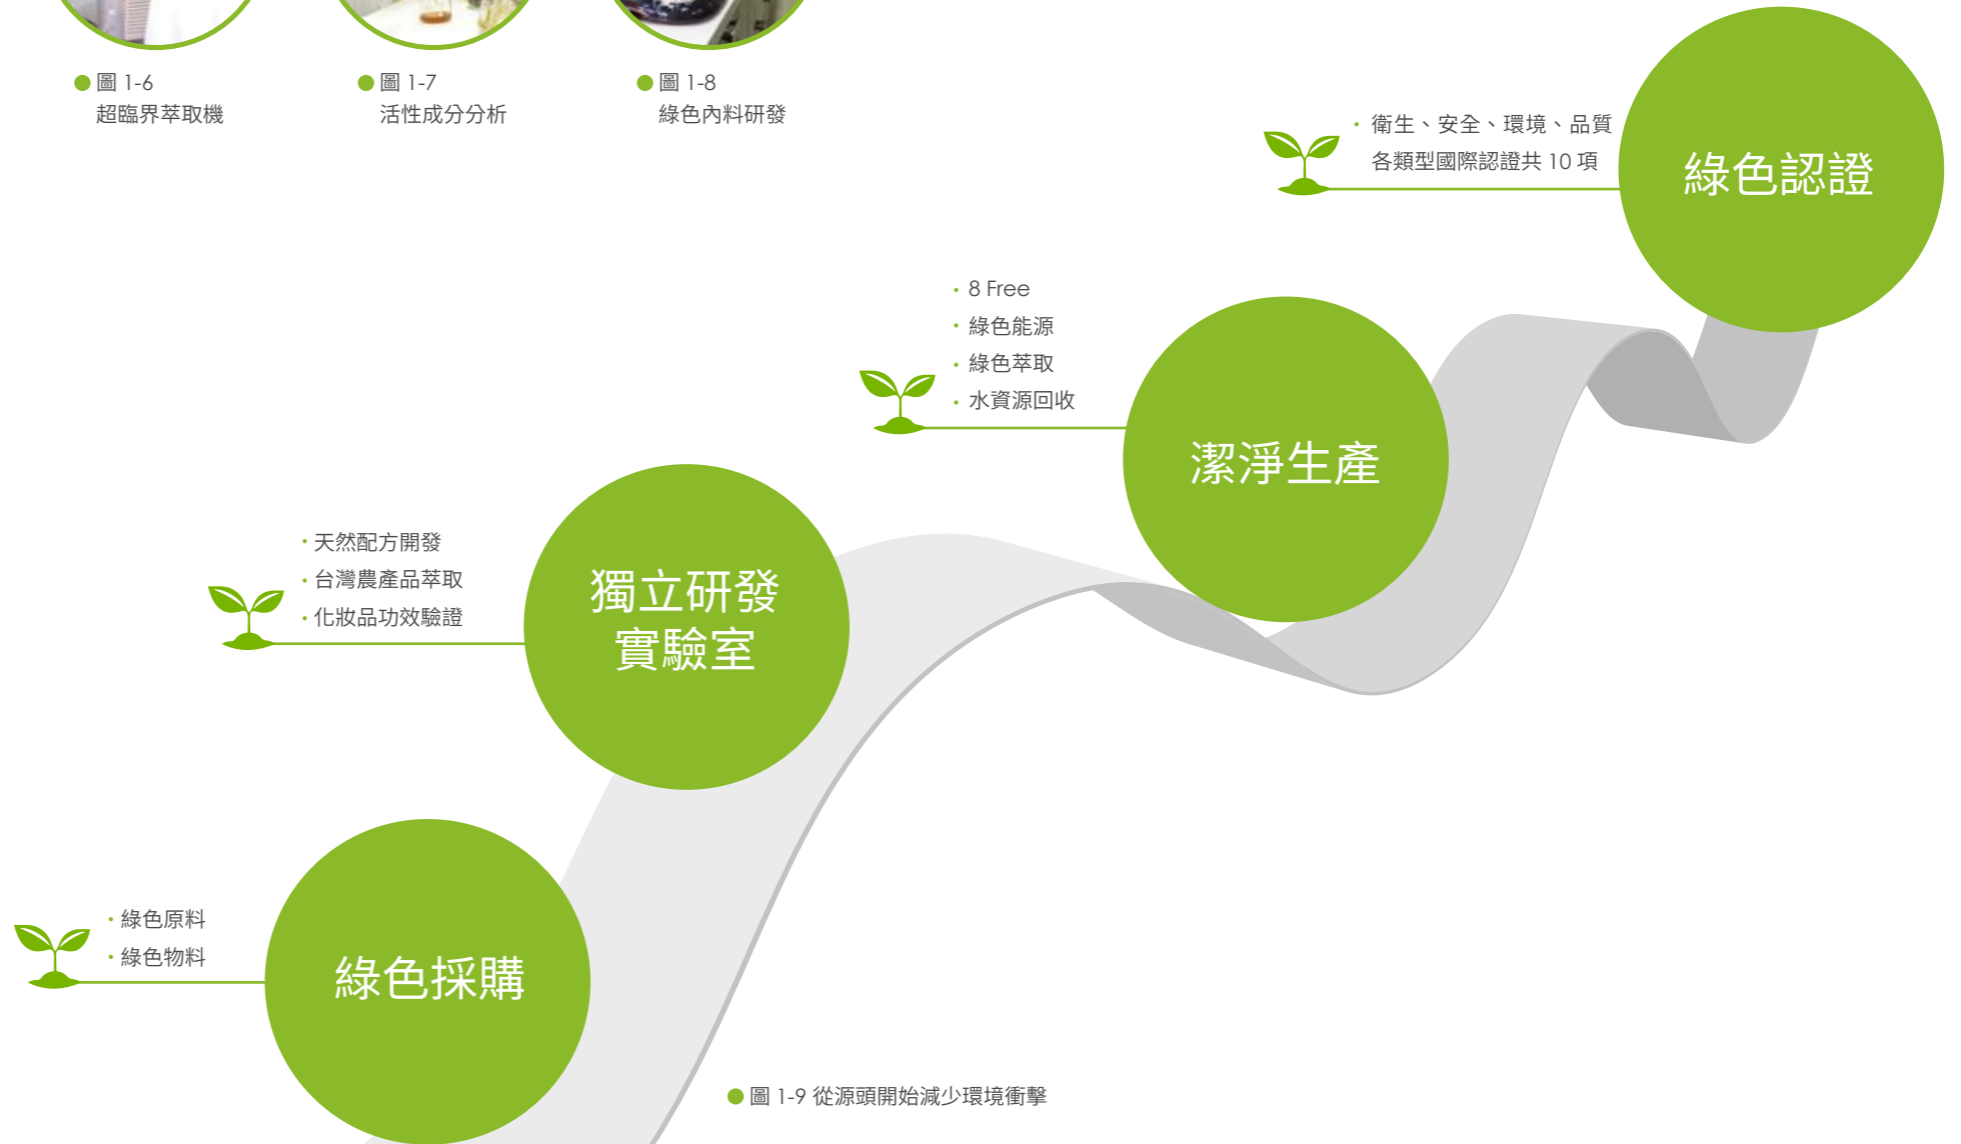 圖 1-6
超臨界萃取機
圖 1-7
活性成分分析
圖 1-8
綠色內料研發
· 衛生、安全、環境、品質
各類型國際認證共 10 項
綠色認證
· 8 Free
· 綠色能源
· 綠色萃取
· 水資源回收
潔淨生產
· 天然配方開發
· 台灣農產品萃取
· 化妝品功效驗證
獨立研發
實驗室
· 綠色原料
· 綠色物料
綠色採購
圖 1-9 從源頭開始減少環境衝擊